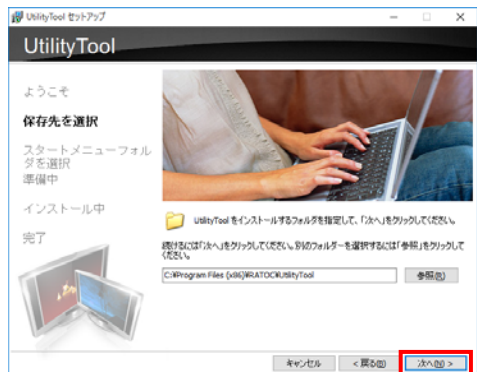 UtilityTool セットアップ
UtilityTool
ようこそ
保存先を選択
スタートメニューフォル
ダを選択
準備中
インストール中
完了
UtilityTool をインストールするフォルダを指定して、「次へ」をクリックしてください。
続けるには「次へ」をクリックしてください。別のフォルダーを選択するには「参照」をクリックして
ください。
C:¥Program Files (x86)¥RATOC¥UtilityTool
参照(R)
キャンセル
< 戻る(B)
次へ(N) >